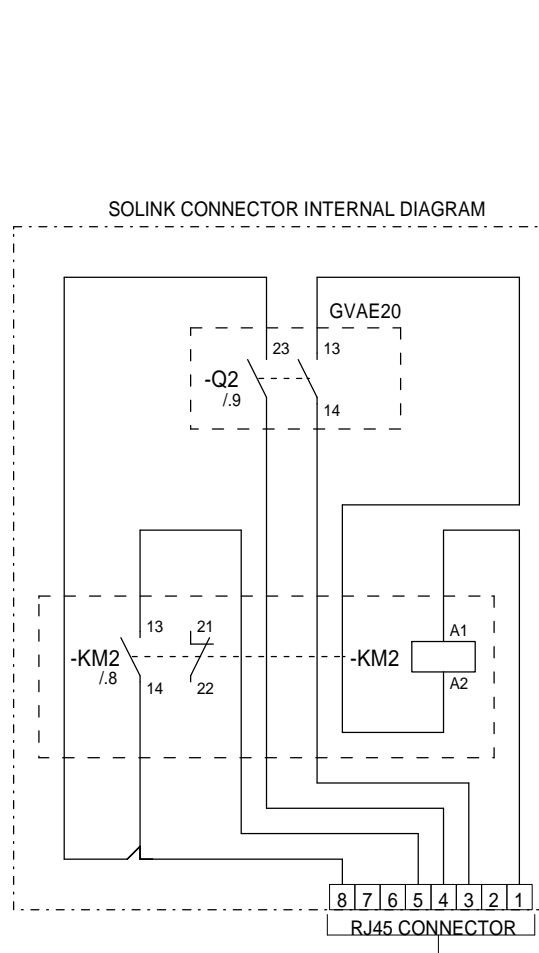 SOLINK CONNECTOR INTERNAL DIAGRAM
GVAE20
23 13
-Q2
/.9
14
13 21 A1
-KM2 -KM2
/.8
14 22 A2
8 7 6 5 4 3 2 1
RJ45 CONNECTOR